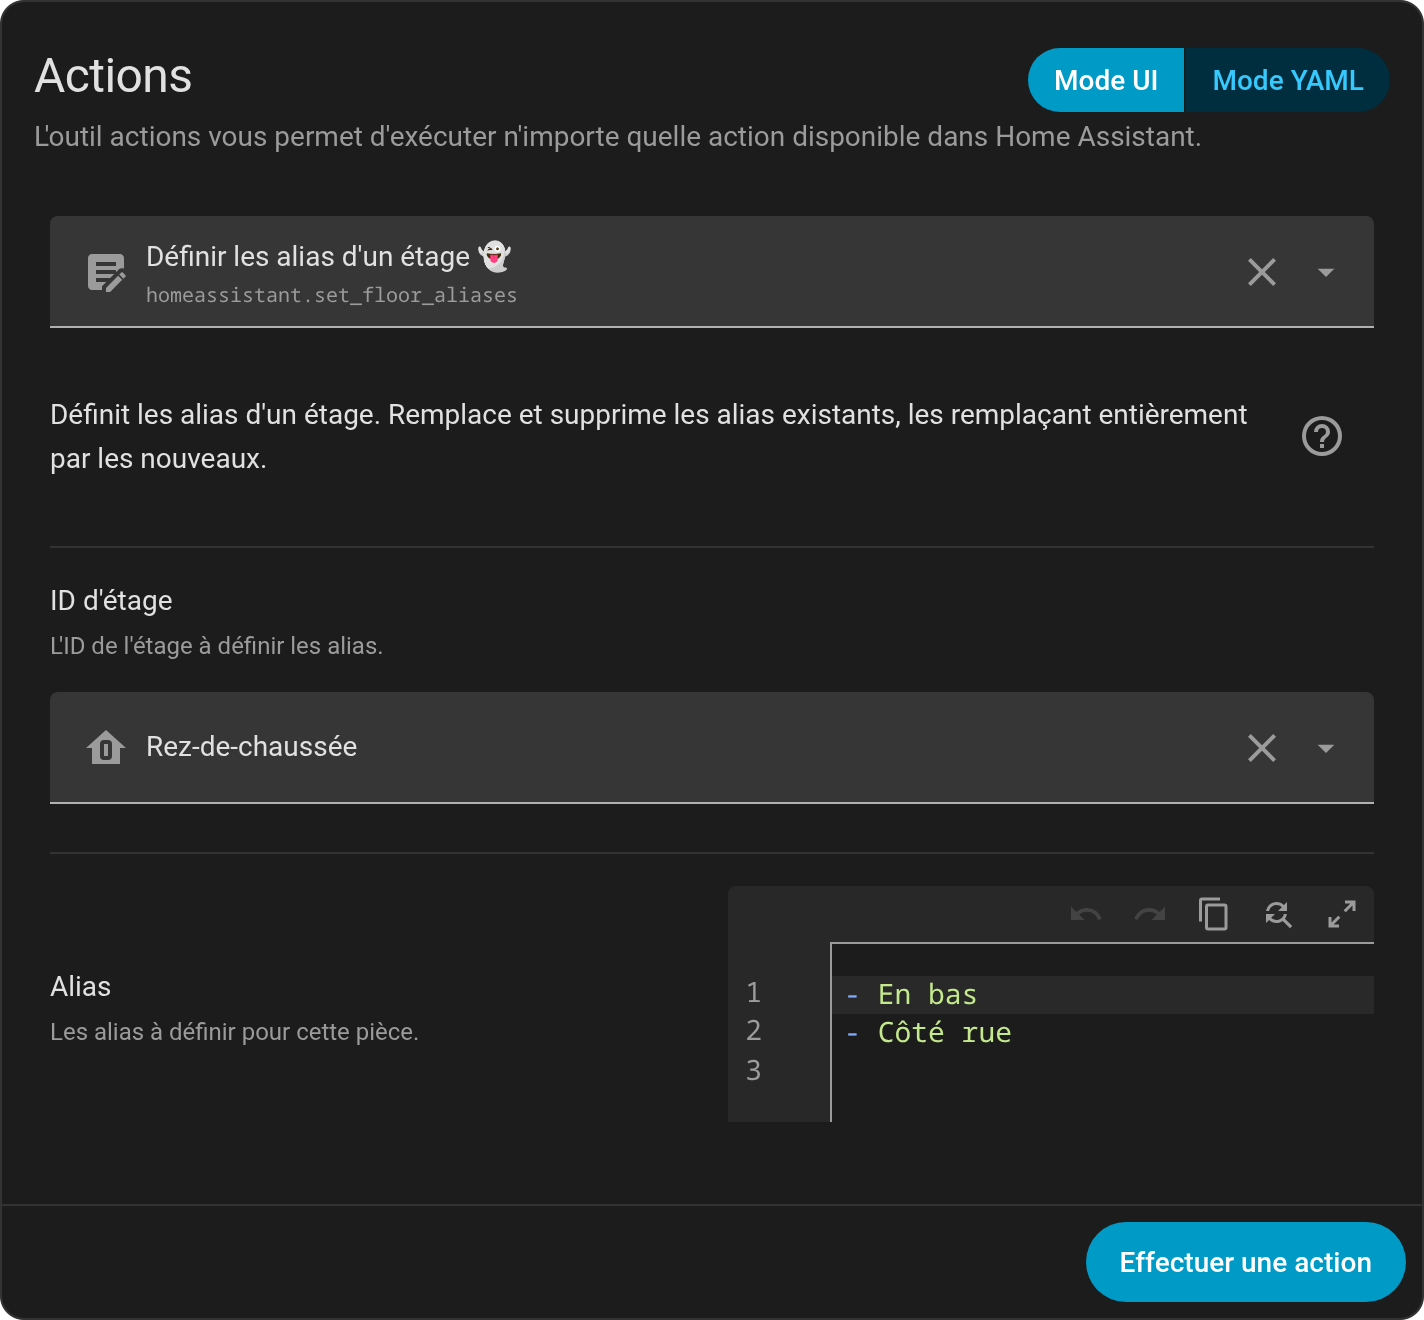 Actions
Mode UI
Mode YAML
L'outil actions vous permet d'exécuter n'importe quelle action disponible dans Home Assistant.
Définir les alias d'un étage 👻
homeassistant.set_floor_aliases
Définit les alias d'un étage. Remplace et supprime les alias existants, les remplaçant entièrement
par les nouveaux.
ID d'étage
L'ID de l'étage à définir les alias.
Rez-de-chaussée
Alias
Les alias à définir pour cette pièce.
1 - En bas
2 - Côté rue
3
Effectuer une action